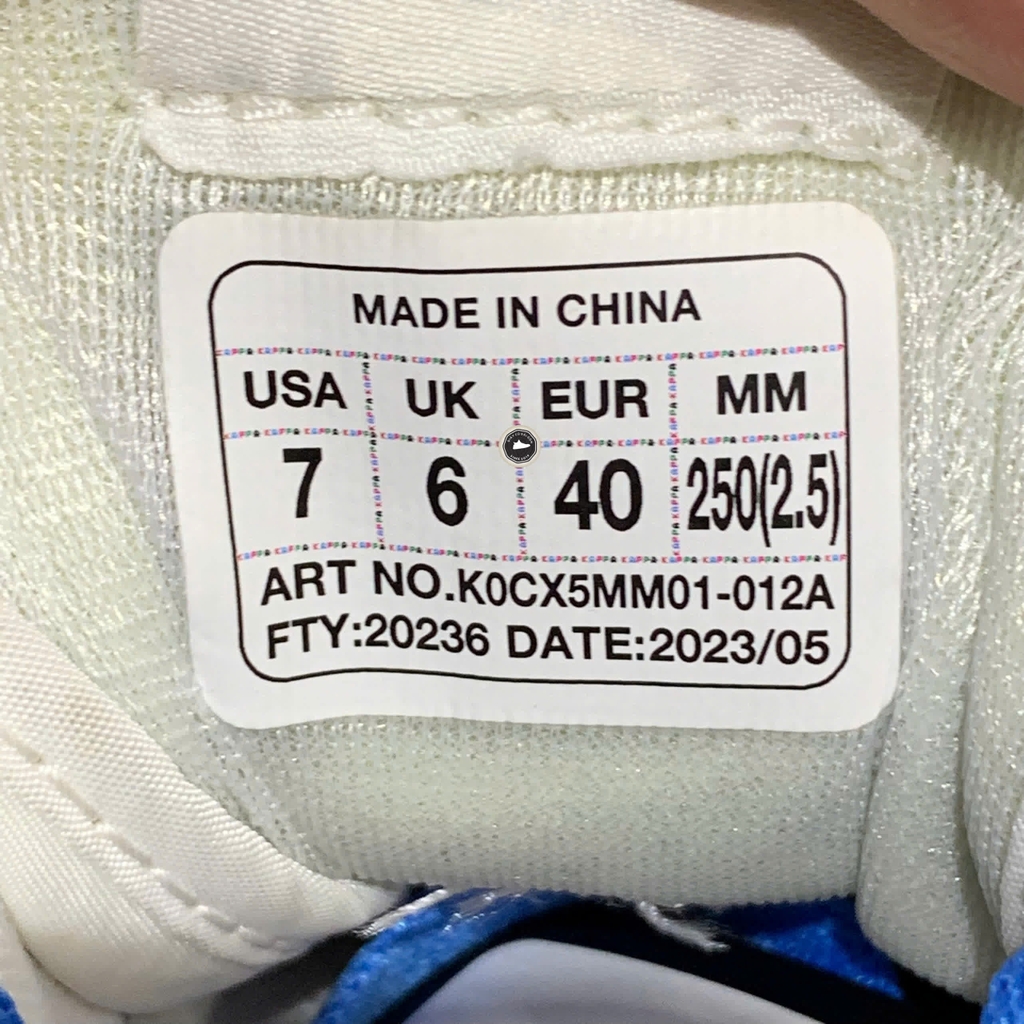 MADE IN CHINA
USA UK EUR MM
7 6 40 250(2.5)
ART NO.K0CX5MM01-012A
FTY:20236 DATE:2023/05